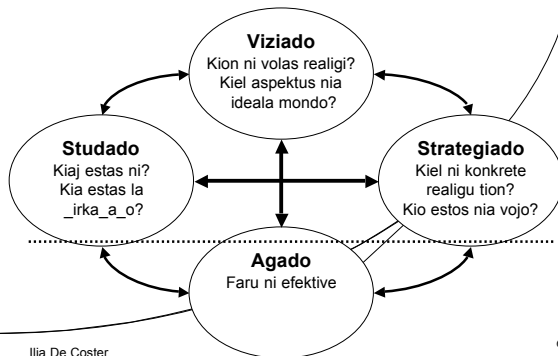 Viziado
Kion ni volas realigi?
Kiel aspektus nia
ideala mondo?
Studado
Kiaj estas ni?
Kia estas la
_irka_a_o?
Strategiado
Kiel ni konkrete
realigu tion?
Kio estos nia vojo?
Agado
Faru ni efektive
Ilja De Coster